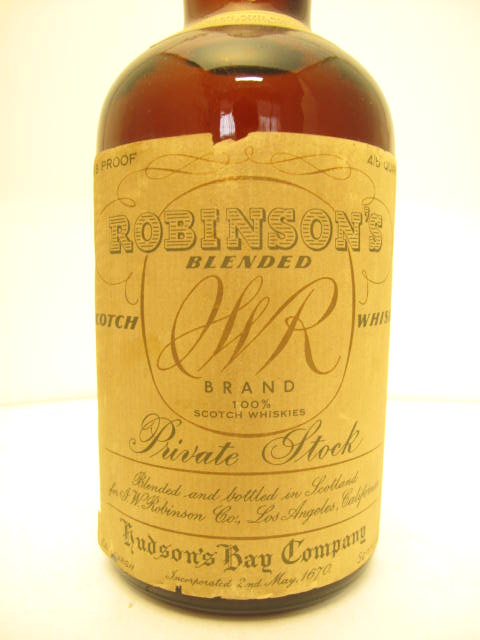 PROOF
4/5 QUA
ROBINSON'S
BLENDED
COTCH WHIS
JWR
BRAND
100%
SCOTCH WHISKIES
Private Stock
Blended and bottled in Scotland
for J.W. Robinson Co., Los Angeles, California
Hudson's Bay Company
Incorporated 2nd May, 1670.